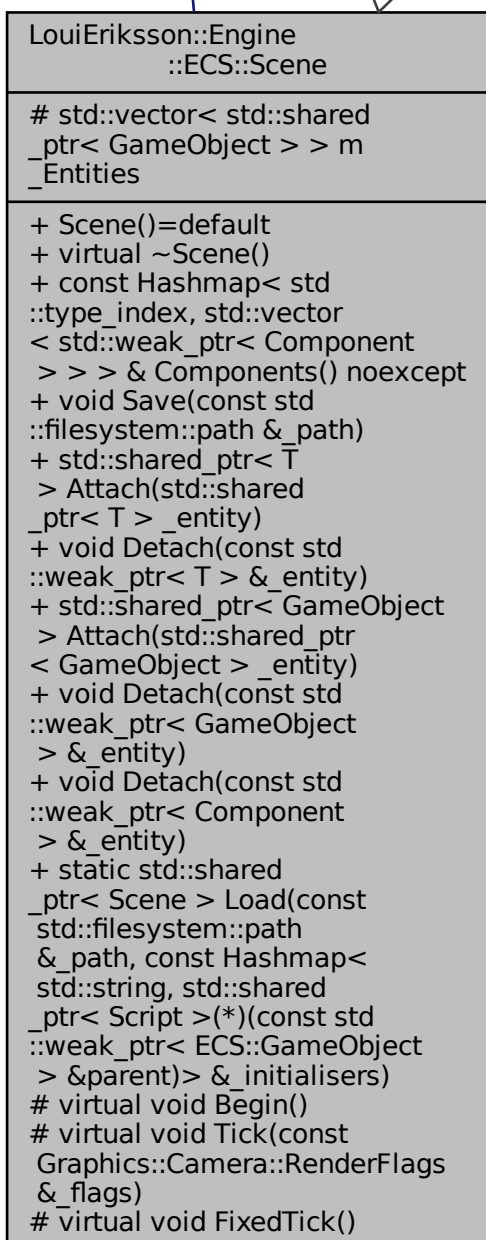 LouiEriksson::Engine
::ECS::Scene
# std::vector< std::shared
_ptr< GameObject > > m
_Entities
+ Scene()=default
+ virtual ~Scene()
+ const Hashmap< std
::type_index, std::vector
< std::weak_ptr< Component
 > > > & Components() noexcept
+ void Save(const std
::filesystem::path &_path)
+ std::shared_ptr< T
 > Attach(std::shared
_ptr< T > _entity)
+ void Detach(const std
::weak_ptr< T > &_entity)
+ std::shared_ptr< GameObject
 > Attach(std::shared_ptr
< GameObject > _entity)
+ void Detach(const std
::weak_ptr< GameObject
 > &_entity)
+ void Detach(const std
::weak_ptr< Component
 > &_entity)
+ static std::shared
_ptr< Scene > Load(const
 std::filesystem::path
 &_path, const Hashmap<
 std::string, std::shared
_ptr< Script >(*)(const std
::weak_ptr< ECS::GameObject
 > &parent)> &_initialisers)
# virtual void Begin()
# virtual void Tick(const
 Graphics::Camera::RenderFlags
 &_flags)
# virtual void FixedTick()